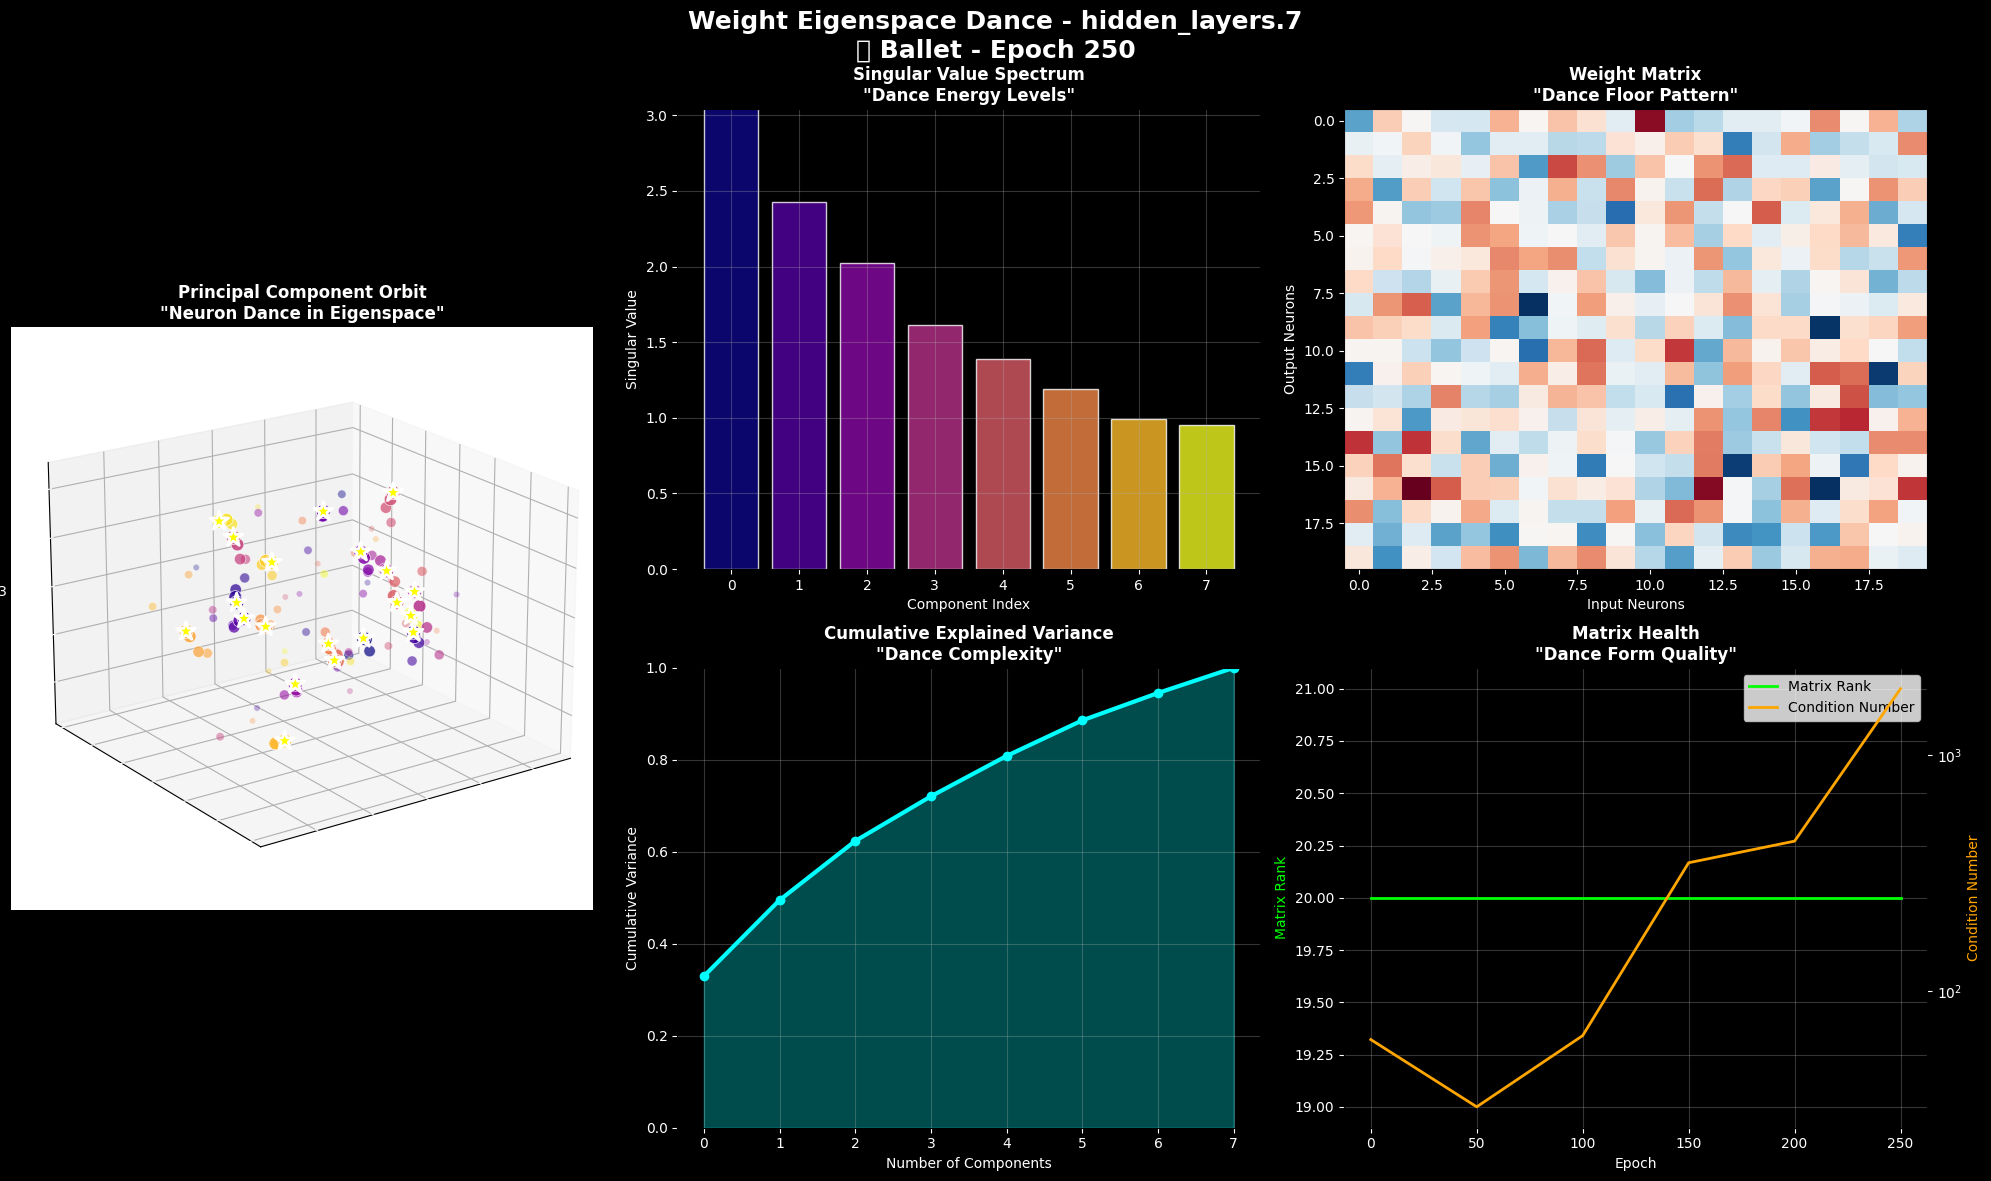 Weight Eigenspace Dance - hidden_layers.7
Ballet - Epoch 250
Principal Component Orbit
"Neuron Dance in Eigenspace"
3
Singular Value Spectrum
"Dance Energy Levels"
Singular Value
3.0
2.5
2.0
1.5
1.0
0.5
0.0
0 1 2 3 4 5 6 7
Component Index
Weight Matrix
"Dance Floor Pattern"
Output Neurons
0.0
2.5
5.0
7.5
10.0
12.5
15.0
17.5
0.0 2.5 5.0 7.5 10.0 12.5 15.0 17.5
Input Neurons
Cumulative Explained Variance
"Dance Complexity"
Cumulative Variance
1.0
0.8
0.6
0.4
0.2
0.0
0 1 2 3 4 5 6 7
Number of Components
Matrix Health
"Dance Form Quality"
Matrix Rank
Condition Number
Matrix Rank
21.00
20.75
20.50
20.25
20.00
19.75
19.50
19.25
19.00
10³
10²
Condition Number
0 50 100 150 200 250
Epoch